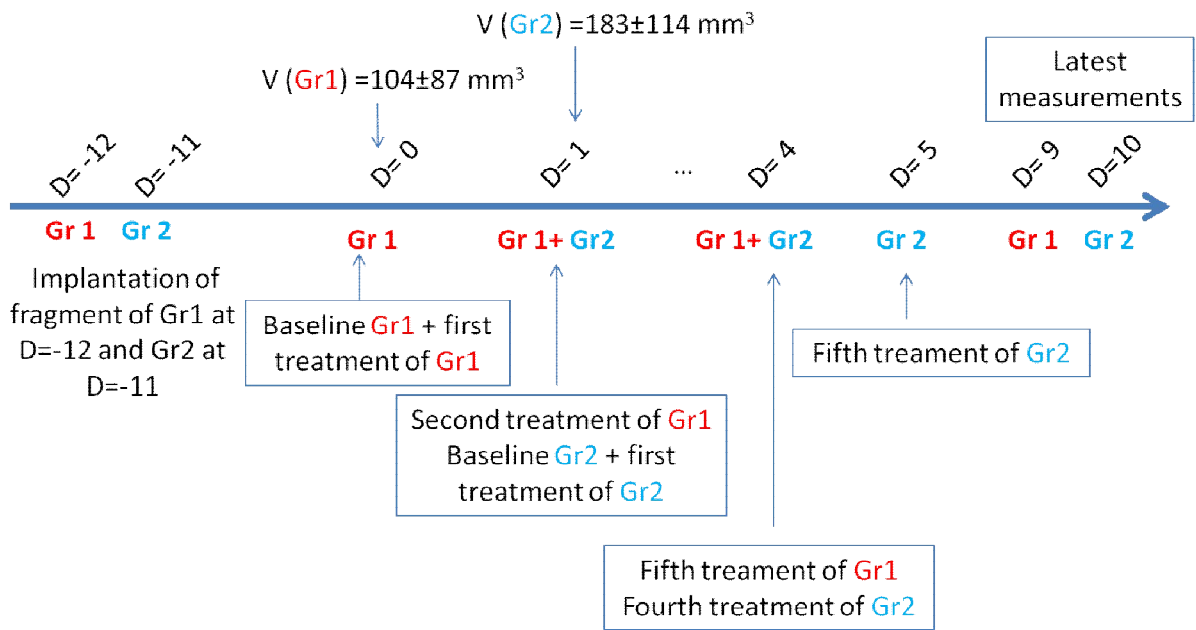 V (Gr2) =183±114 mm³
V (Gr1) =104±87 mm³
Latest
measurements
D= -12
D= -11
D= 0
D= 1
...
D= 4
D= 5
D= 9
D=10
Gr 1
Gr 2
Gr 1
Gr 1+ Gr2
Gr 1+ Gr2
Gr 2
Gr 1
Gr 2
Implantation of
fragment of Gr1 at
D=-12 and Gr2 at
D=-11
Baseline Gr1 + first
treatment of Gr1
Second treatment of Gr1
Baseline Gr2 + first
treatment of Gr2
Fifth treament of Gr2
Fifth treament of Gr1
Fourth treatment of Gr2